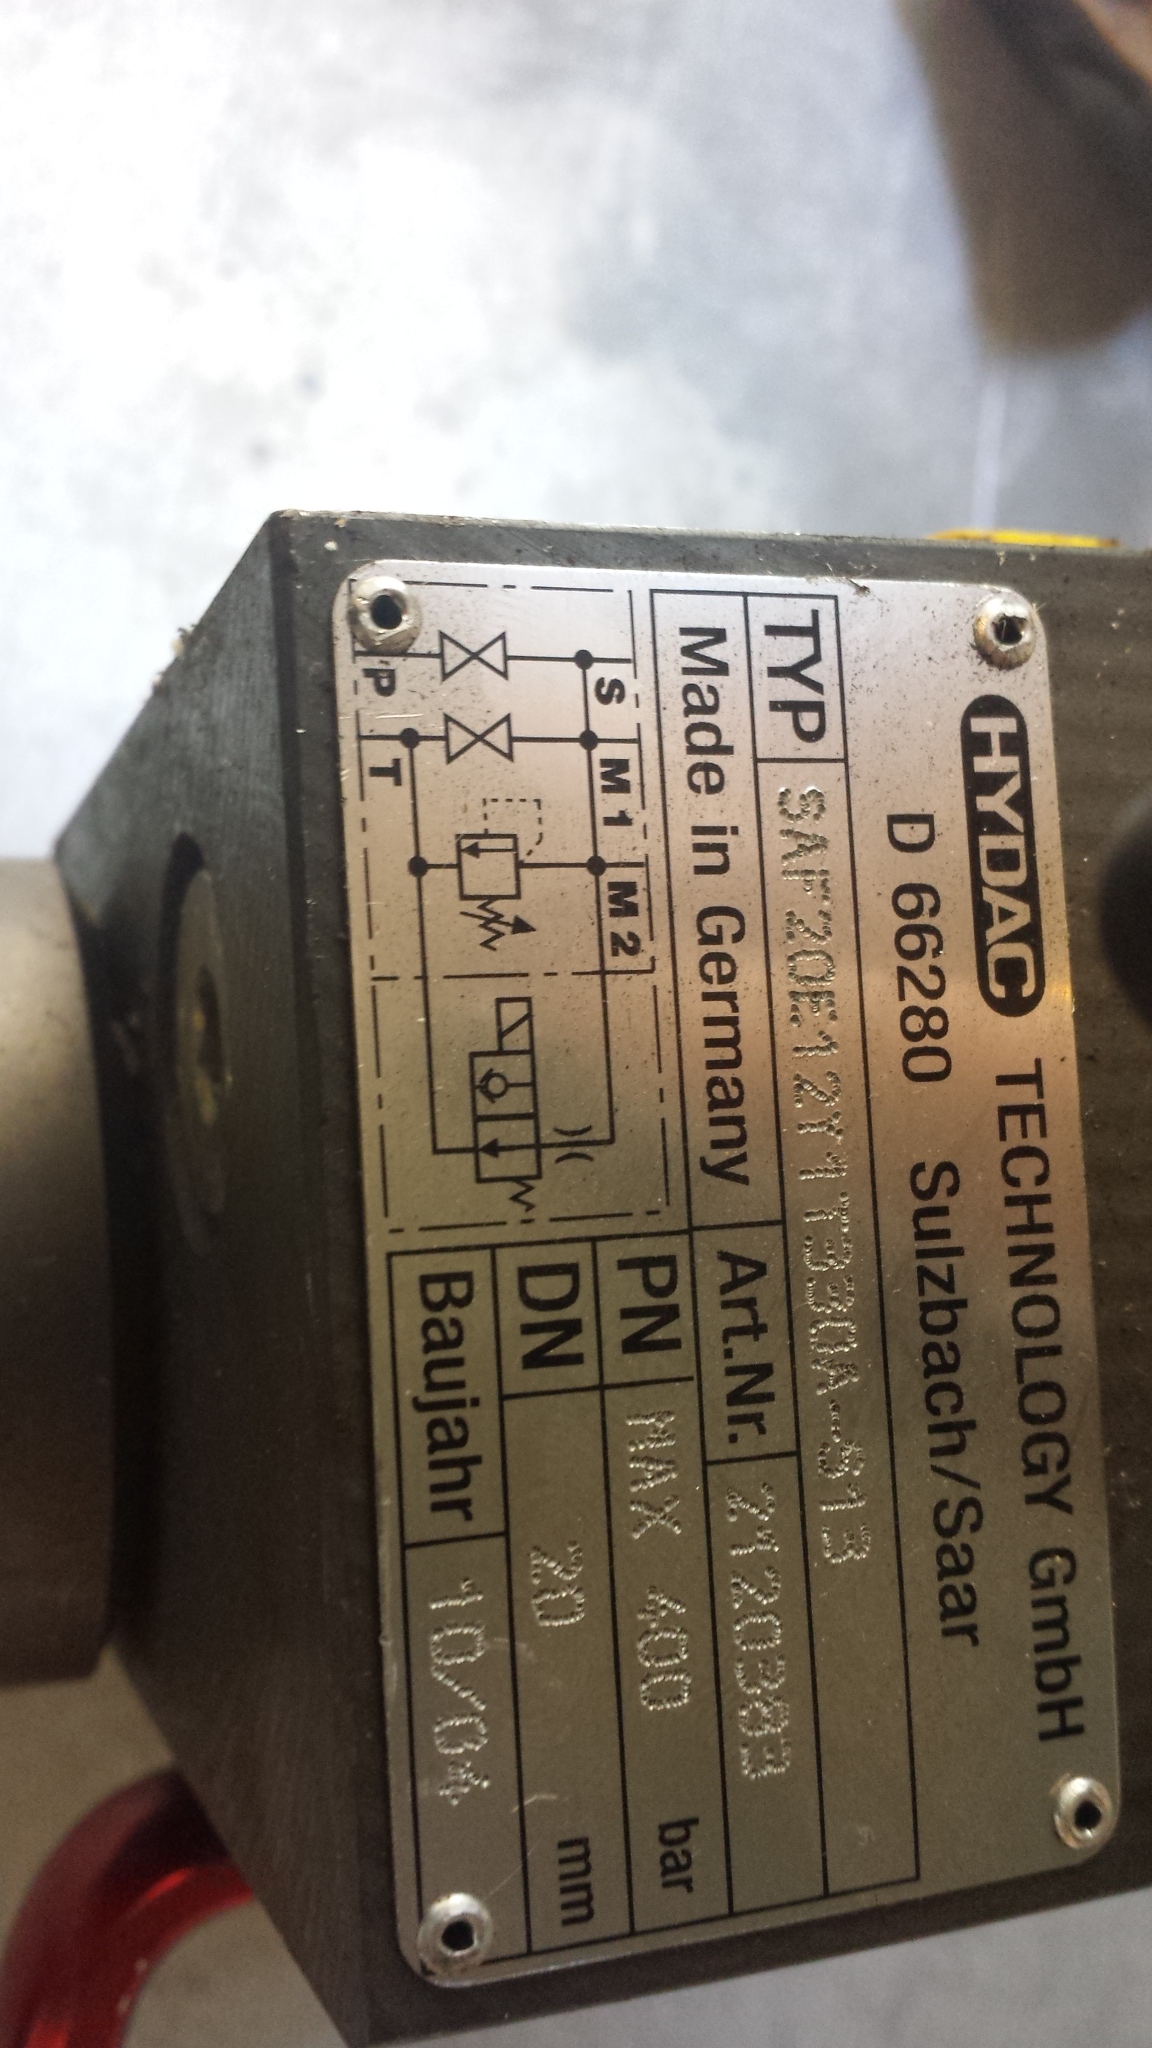 HYDAC TECHNOLOGY GmbH
D 66280 Sulzbach/Saar
TYP SAF20E12Y1T330A-S13
Made in Germany Art.Nr. 2120383
S M1 M2
P T
PN MAX 400 bar
DN 20 mm
Baujahr 10/04